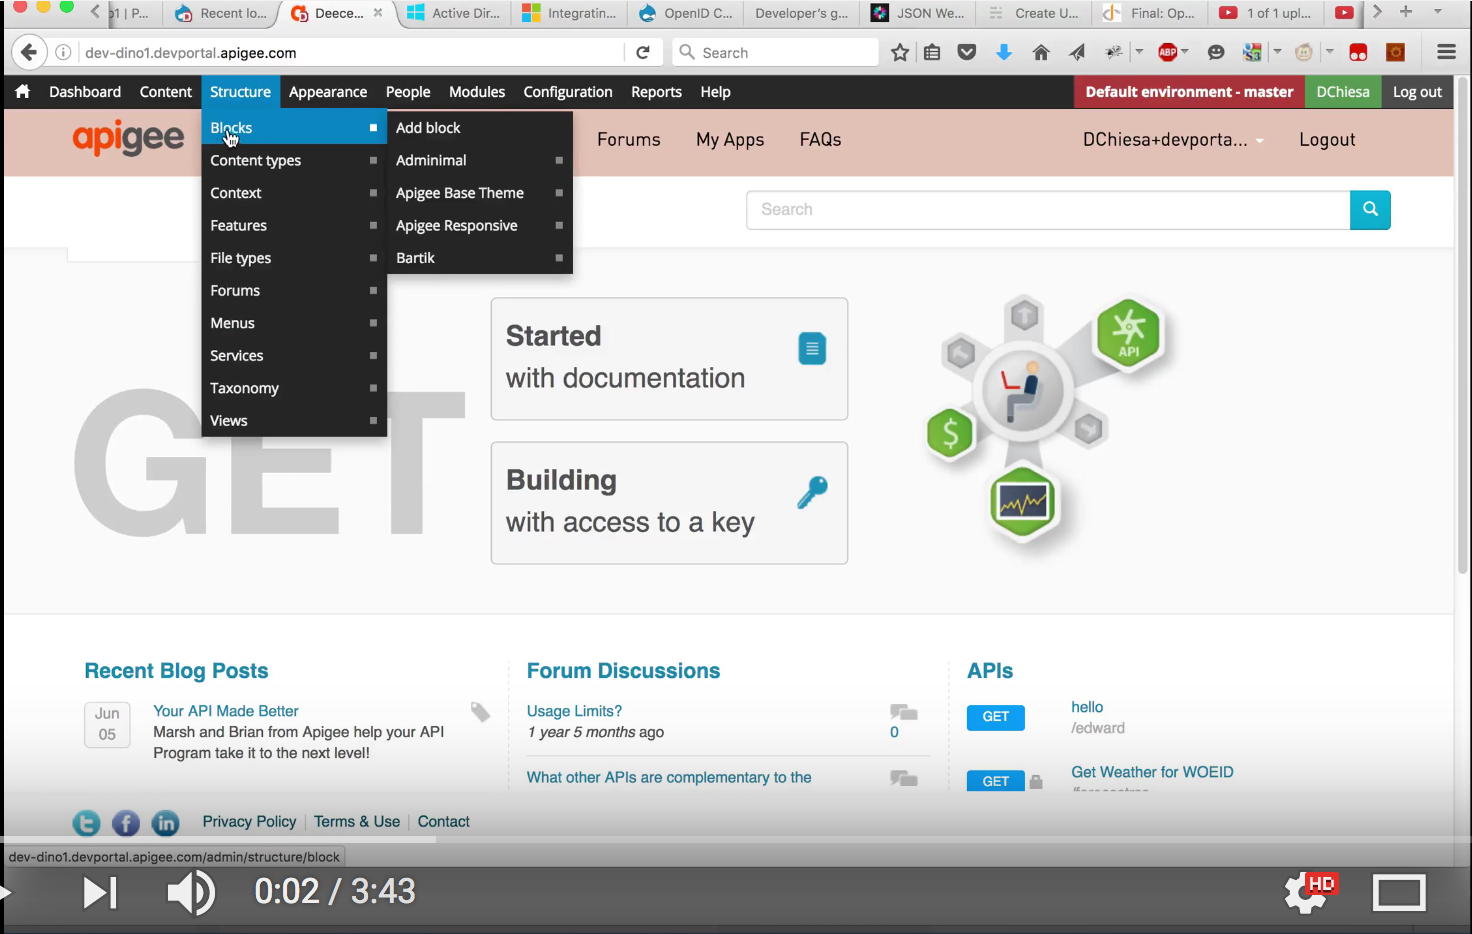 o1 | P...
Recent lo...
Deece...
Active Dir...
Integratin...
OpenID C...
Developer's g...
JSON We...
Create U...
Final: Op...
1 of 1 upl...
dev-dino1.devportal.apigee.com
Search
ABP
Dashboard Content Structure Appearance People Modules Configuration Reports Help
Default environment - master
DChiesa
Log out
apigee
Forums My Apps FAQs
DChiesa+devporta...
Logout
Blocks
Content types
Context
Features
File types
Forums
Menus
Services
Taxonomy
Views
Add block
Adminimal
Apigee Base Theme
Apigee Responsive
Bartik
Search
GET
Started
with documentation
Building
with access to a key
API
$
Recent Blog Posts
Jun
05
Your API Made Better
Marsh and Brian from Apigee help your API
Program take it to the next level!
Forum Discussions
Usage Limits?
1 year 5 months ago
0
What other APIs are complementary to the
APIs
GET
hello
/edward
GET
Get Weather for WOEID
Privacy Policy | Terms & Use | Contact
dev-dino1.devportal.apigee.com/admin/structure/block
0:02 / 3:43
HD